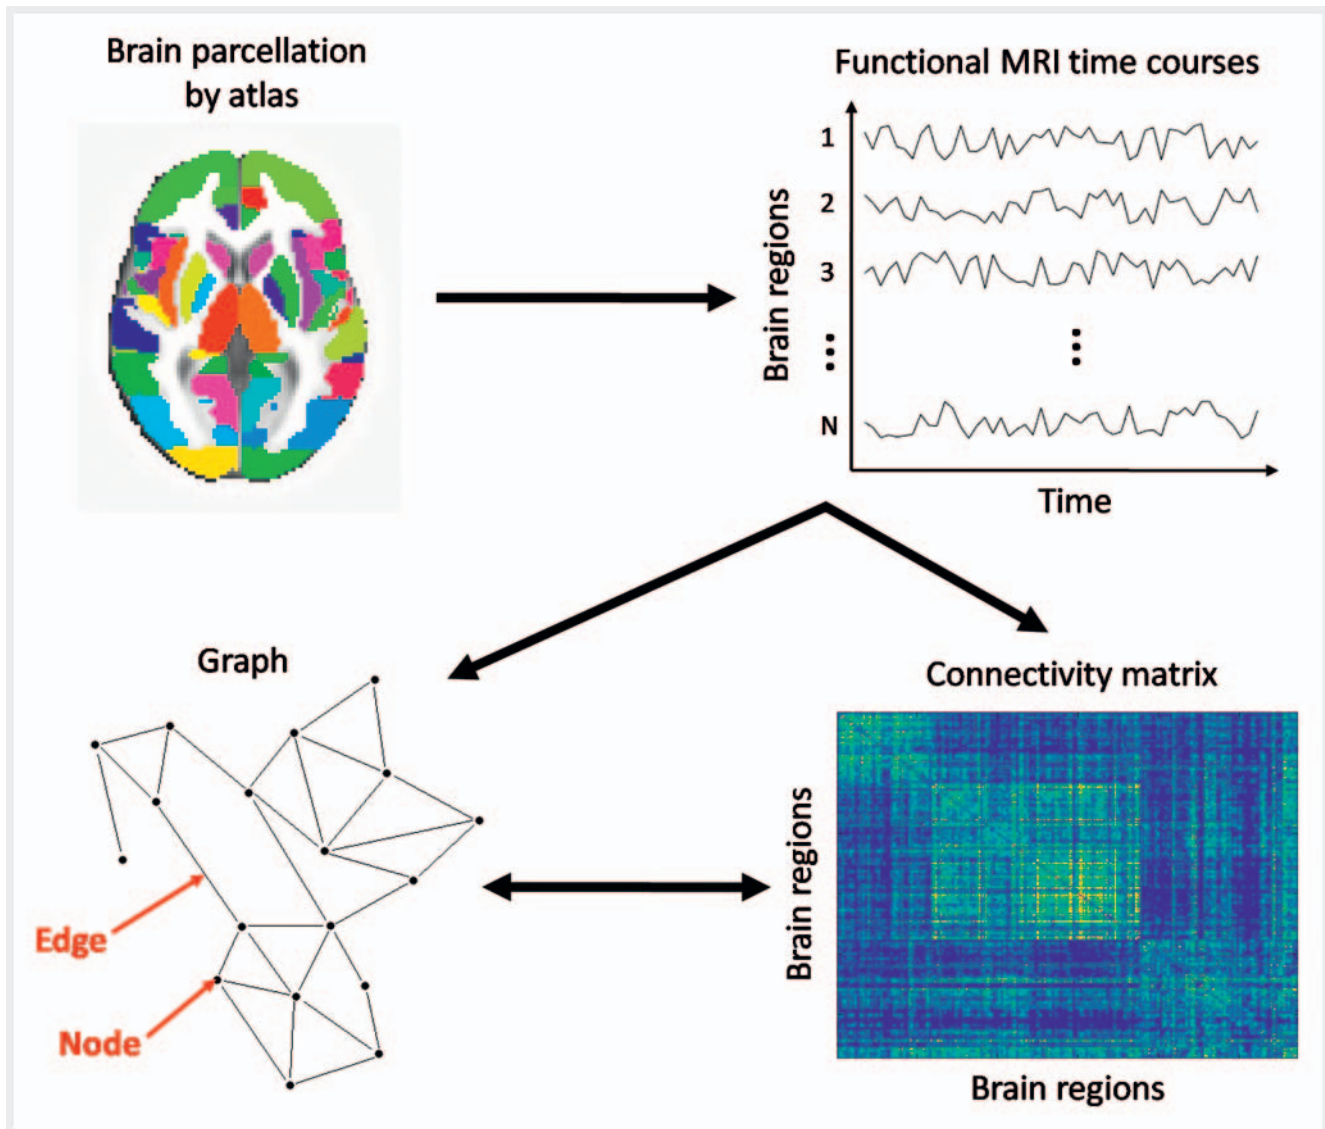 Brain parcellation
by atlas
Functional MRI time courses
Brain regions
1
2
3
N
Time
Graph
Edge
Node
Connectivity matrix
Brain regions
Brain regions